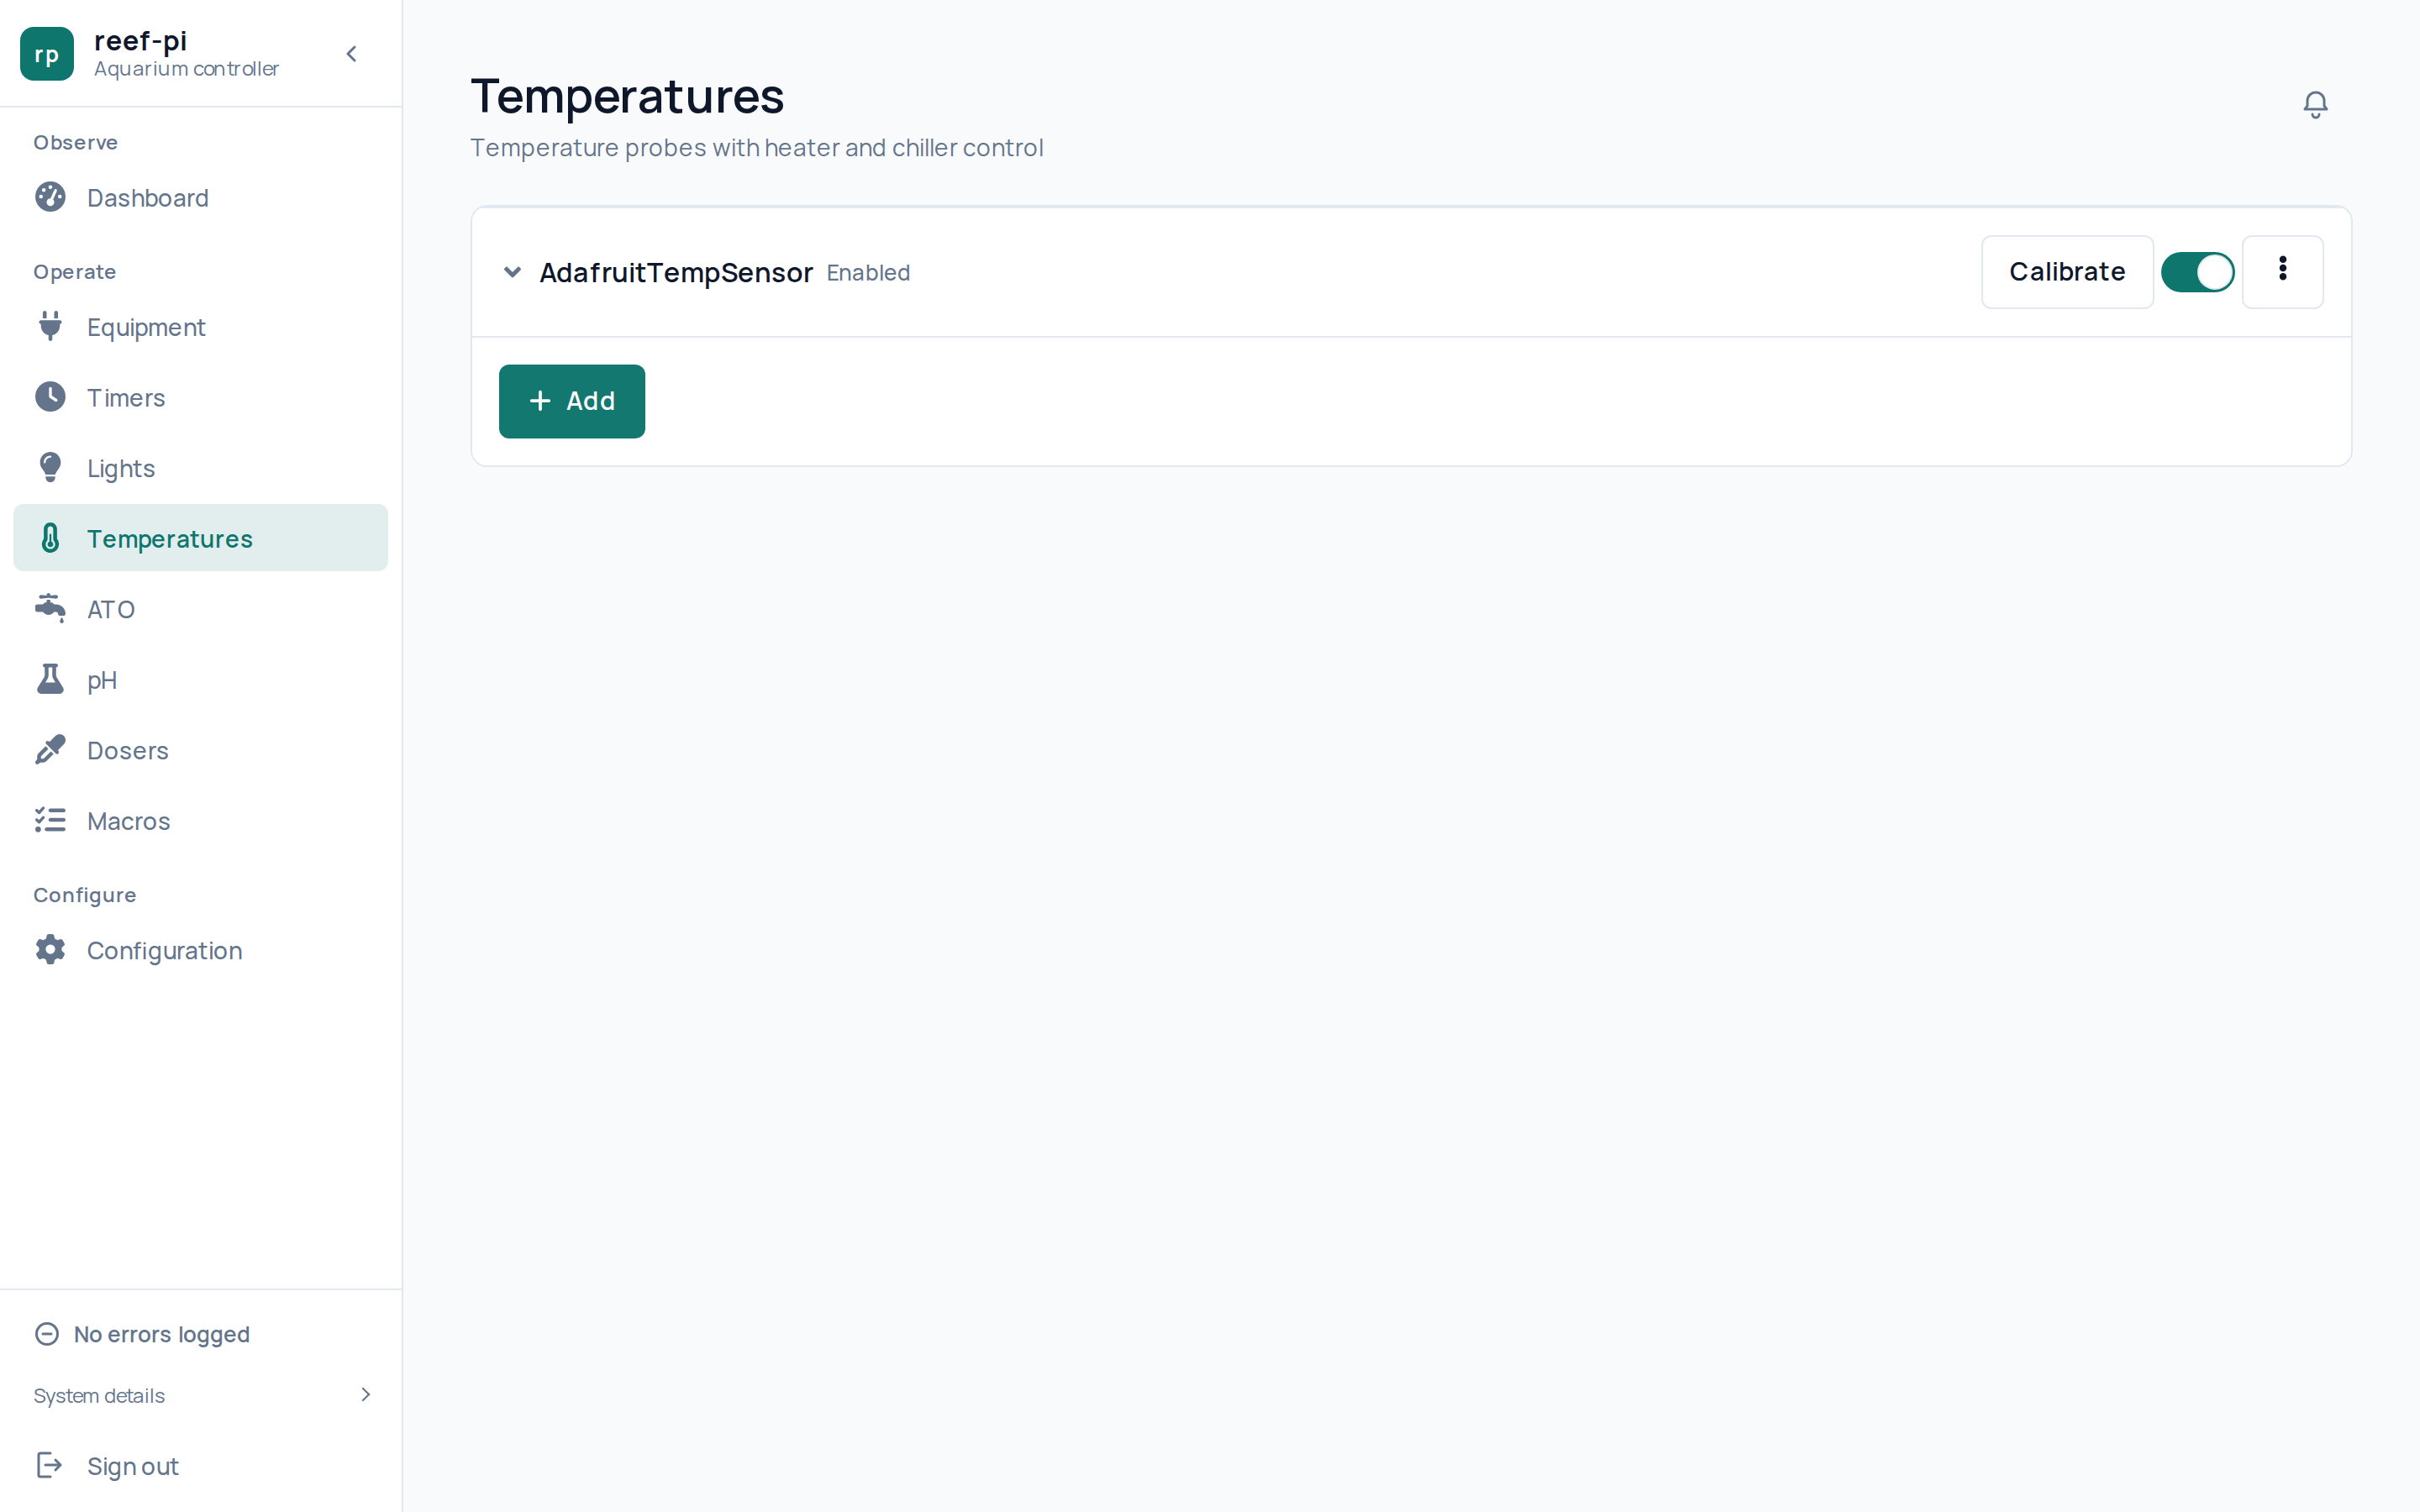 rp
reef-pi
Aquarium controller
Observe
Dashboard
Operate
Equipment
Timers
Lights
Temperatures
ATO
pH
Dosers
Macros
Configure
Configuration
No errors logged
System details
Sign out
Temperatures
Temperature probes with heater and chiller control
AdafruitTempSensor Enabled
Calibrate
Add